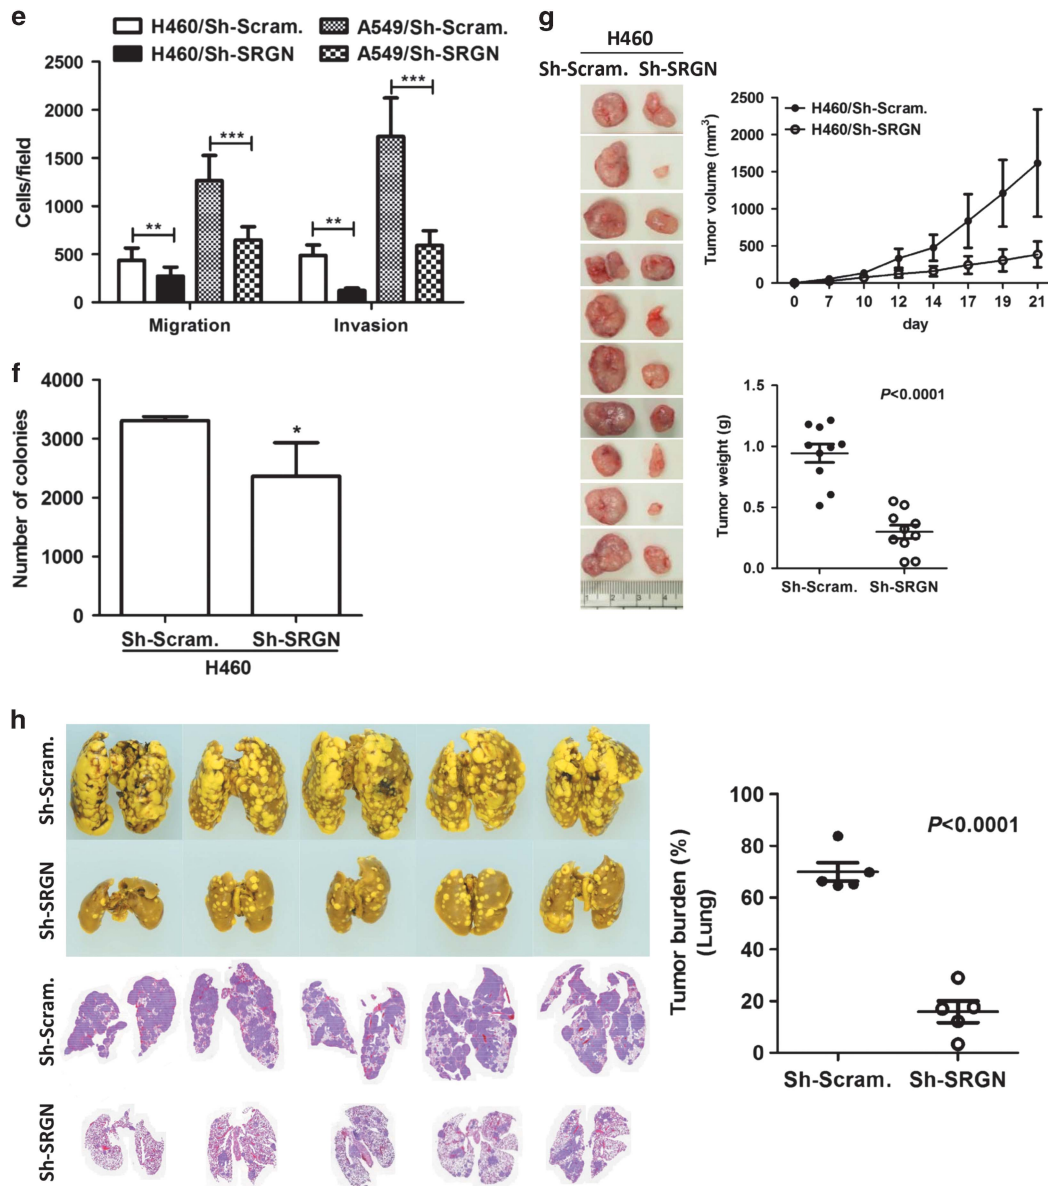 e
H460/Sh-Scram.
A549/Sh-Scram.
H460/Sh-SRGN
A549/Sh-SRGN
Cells/field
2500
2000
1500
1000
500
0
**
***
**
***
Migration
Invasion
f
Number of colonies
4000
3000
2000
1000
0
*
Sh-Scram.
Sh-SRGN
H460
g
H460
Sh-Scram.
Sh-SRGN
1
2
3
4
Tumor volume (mm³)
2500
2000
1500
1000
500
0
H460/Sh-Scram.
H460/Sh-SRGN
0
7
10
12
14
17
19
21
day
Tumor weight (g)
1.5
1.0
0.5
0.0
P<0.0001
Sh-Scram.
Sh-SRGN
h
Sh-Scram.
Sh-SRGN
Sh-Scram.
Sh-SRGN
Tumor burden (%)
(Lung)
100
80
60
40
20
0
P<0.0001
Sh-Scram.
Sh-SRGN